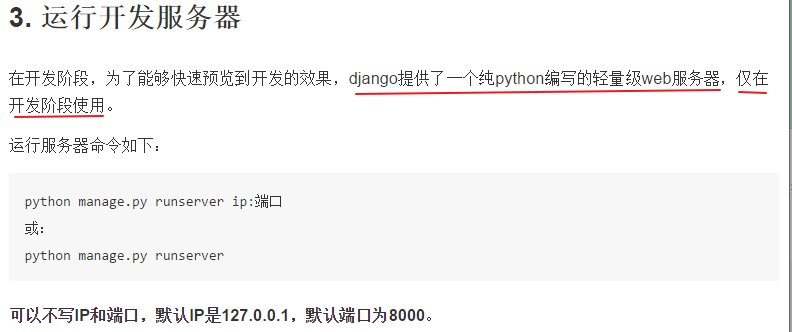 3. 运行开发服务器
在开发阶段，为了能够快速预览到开发的效果，django提供了一个纯python编写的轻量级web服务器，仅在
开发阶段使用。
运行服务器命令如下：
python manage.py runserver ip:端口
或：
python manage.py runserver
可以不写IP和端口，默认IP是127.0.0.1，默认端口为8000。